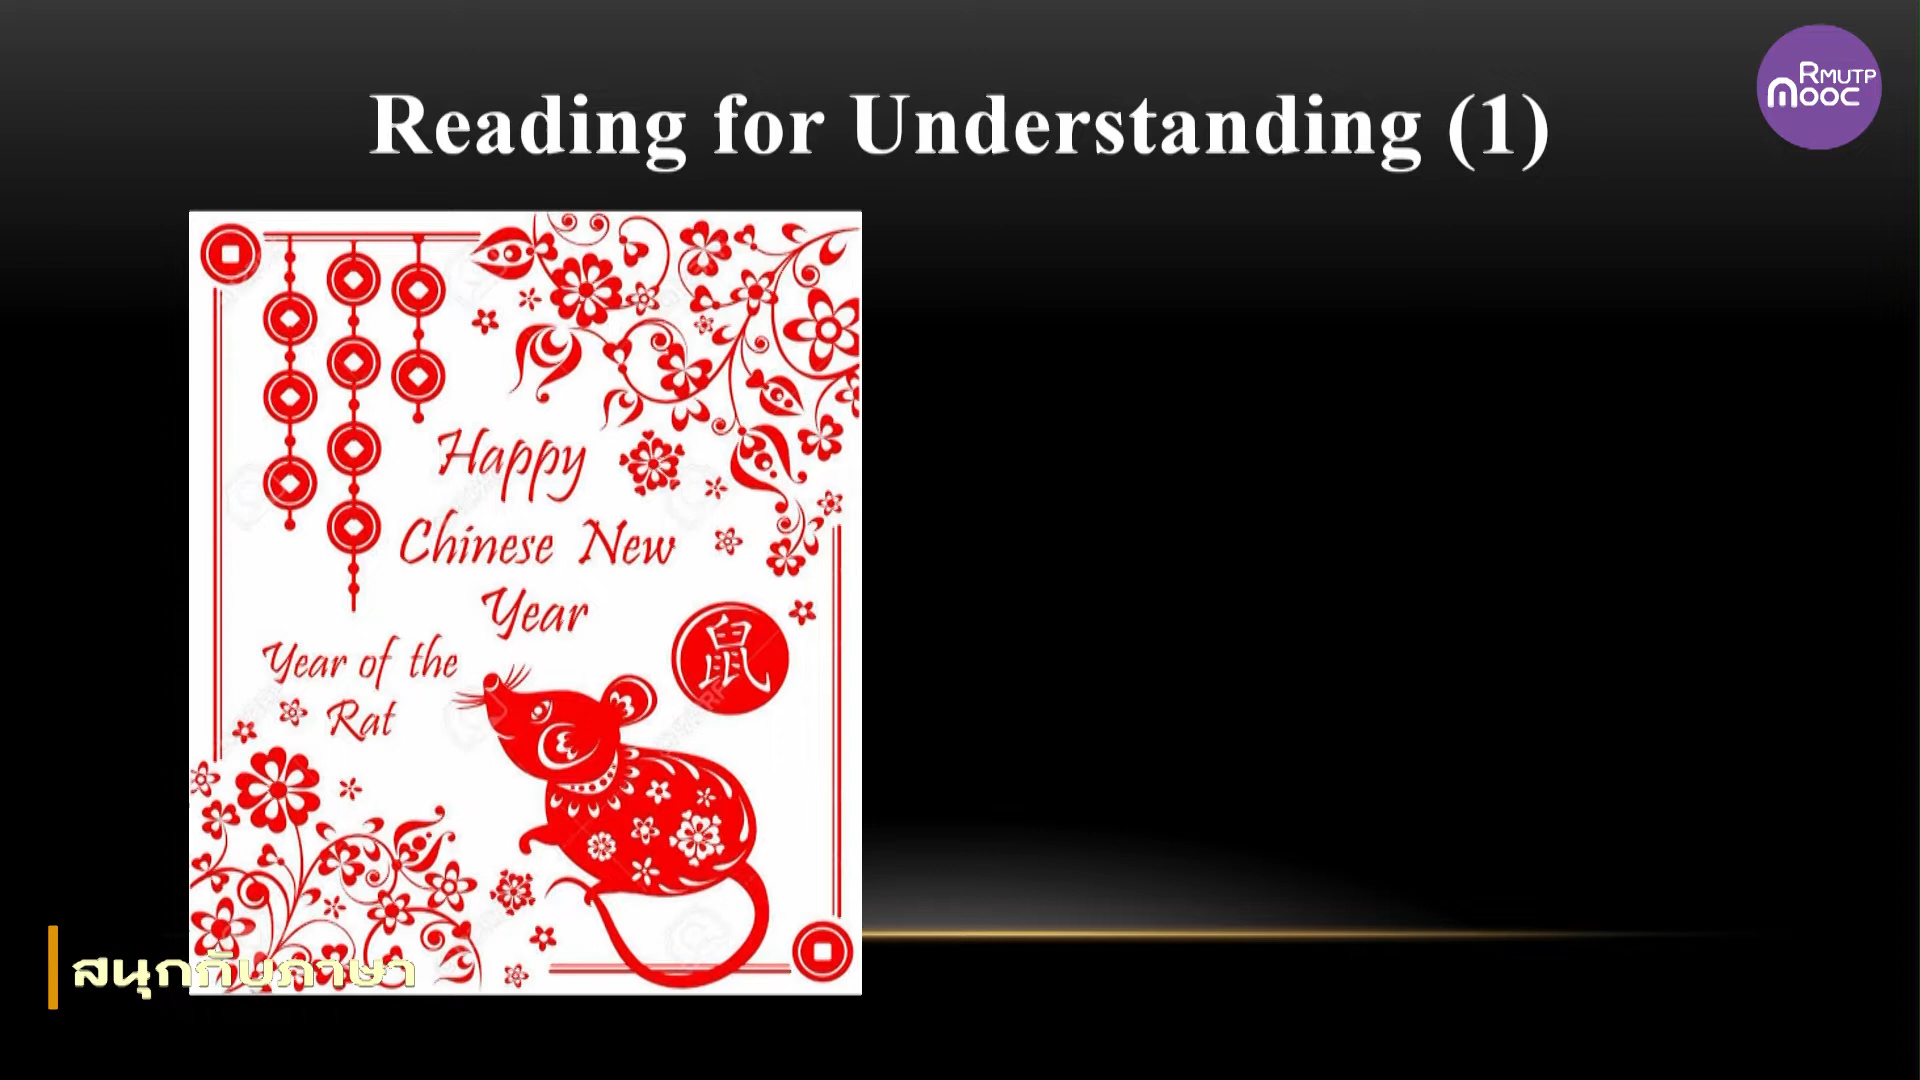 Reading for Understanding (1)
RMUTP
MOOC
Happy
Chinese New
Year
Year of the
Rat
鼠
สนุกกับภาษา